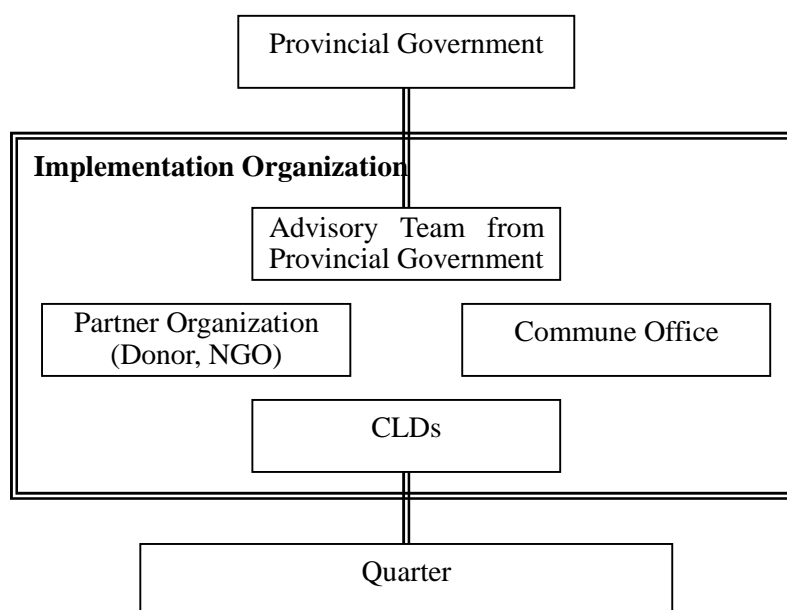 Provincial Government
Implementation Organization
Advisory Team from
Provincial Government
Partner Organization
(Donor, NGO)
Commune Office
CLDs
Quarter